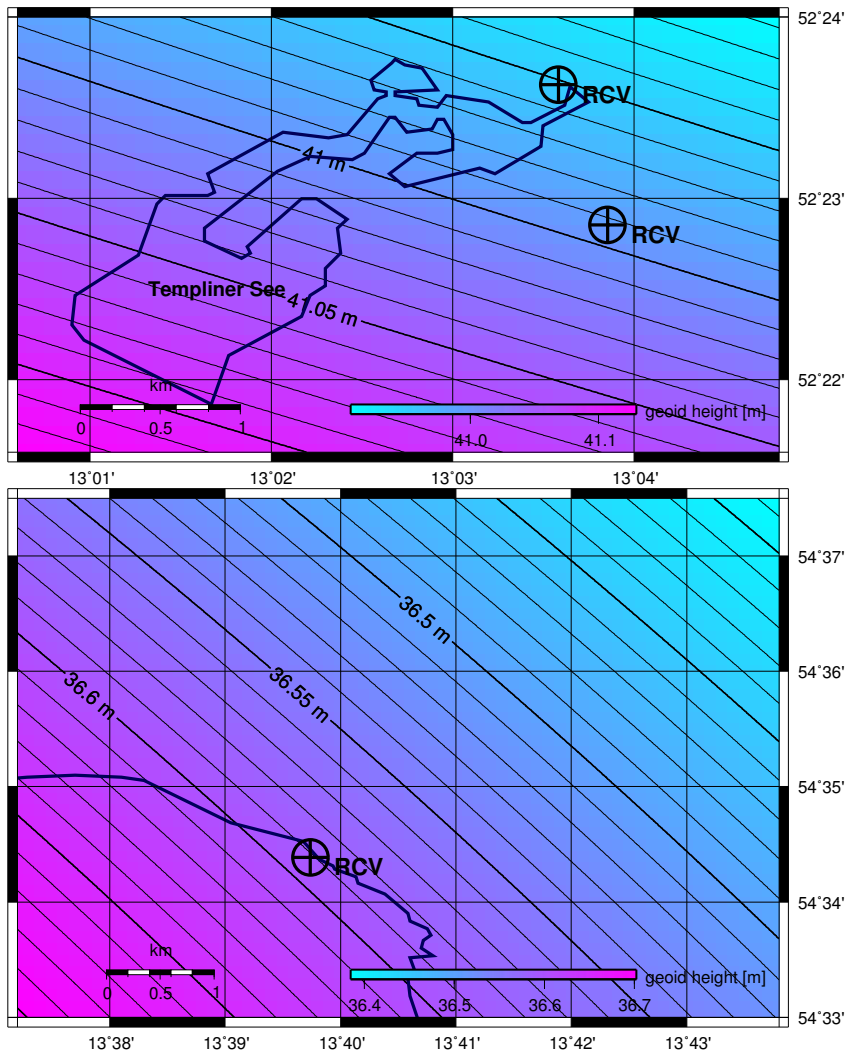 52°24'
RCV
41 m
52°23'
RCV
Templiner See
41.05 m
52°22'
km
0 0.5 1
geoid height [m]
41.0 41.1
13°01' 13°02' 13°03' 13°04'
54°37'
36.5 m
54°36'
36.6 m
36.55 m
54°35'
RCV
54°34'
km
0 0.5 1
geoid height [m]
36.4 36.5 36.6 36.7
54°33'
13°38' 13°39' 13°40' 13°41' 13°42' 13°43'